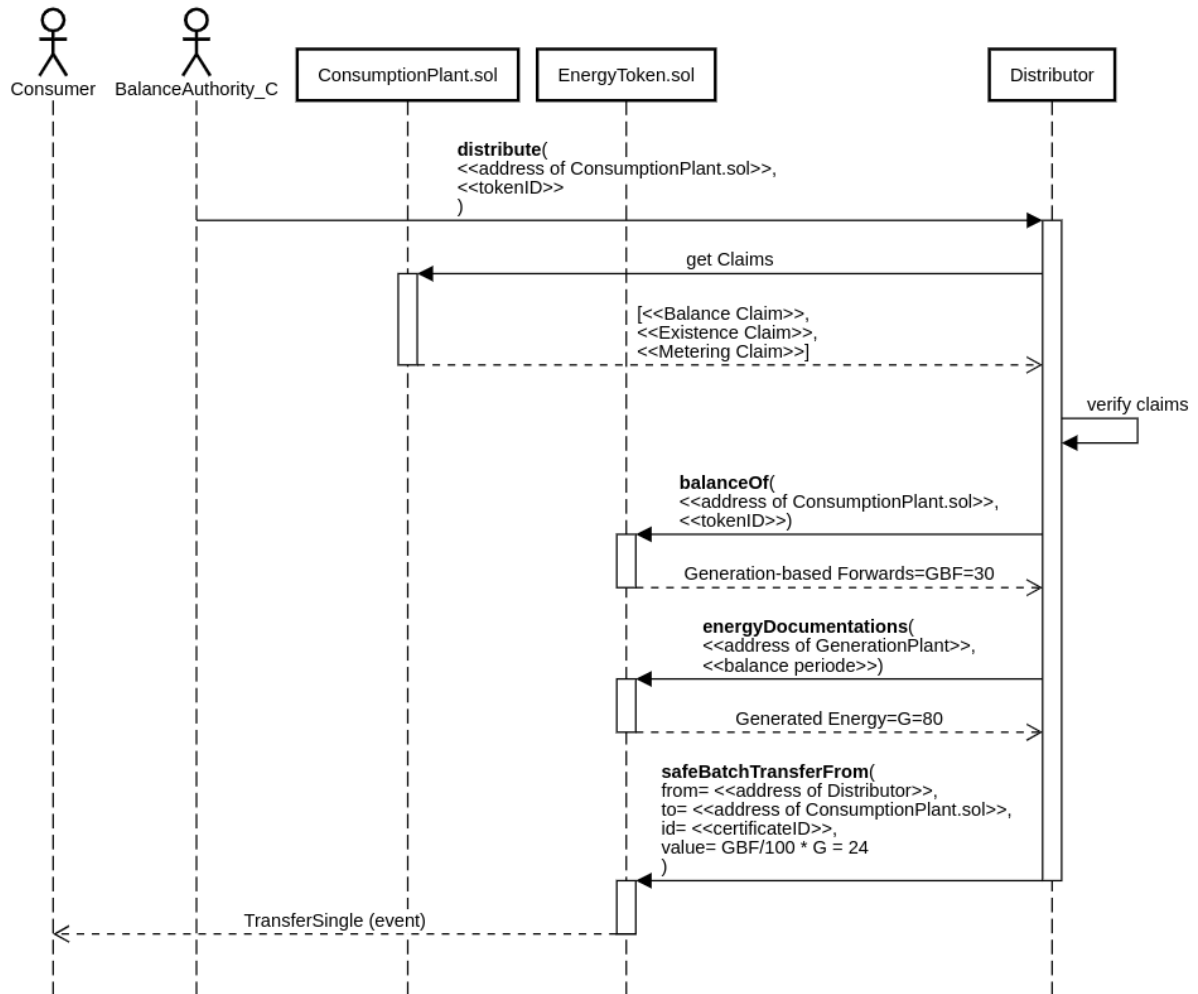 Consumer
BalanceAuthority_C
ConsumptionPlant.sol
EnergyToken.sol
Distributor
distribute(
<<address of ConsumptionPlant.sol>>,
<<tokenID>>
)
get Claims
[<<Balance Claim>>,
<<Existence Claim>>,
<<Metering Claim>>]
verify claims
balanceOf(
<<address of ConsumptionPlant.sol>>,
<<tokenID>>)
Generation-based Forwards=GBF=30
energyDocumentations(
<<address of GenerationPlant>>,
<<balance periode>>)
Generated Energy=G=80
safeBatchTransferFrom(
from= <<address of Distributor>>,
to= <<address of ConsumptionPlant.sol>>,
id= <<certificateID>>,
value= GBF/100 * G = 24
)
TransferSingle (event)